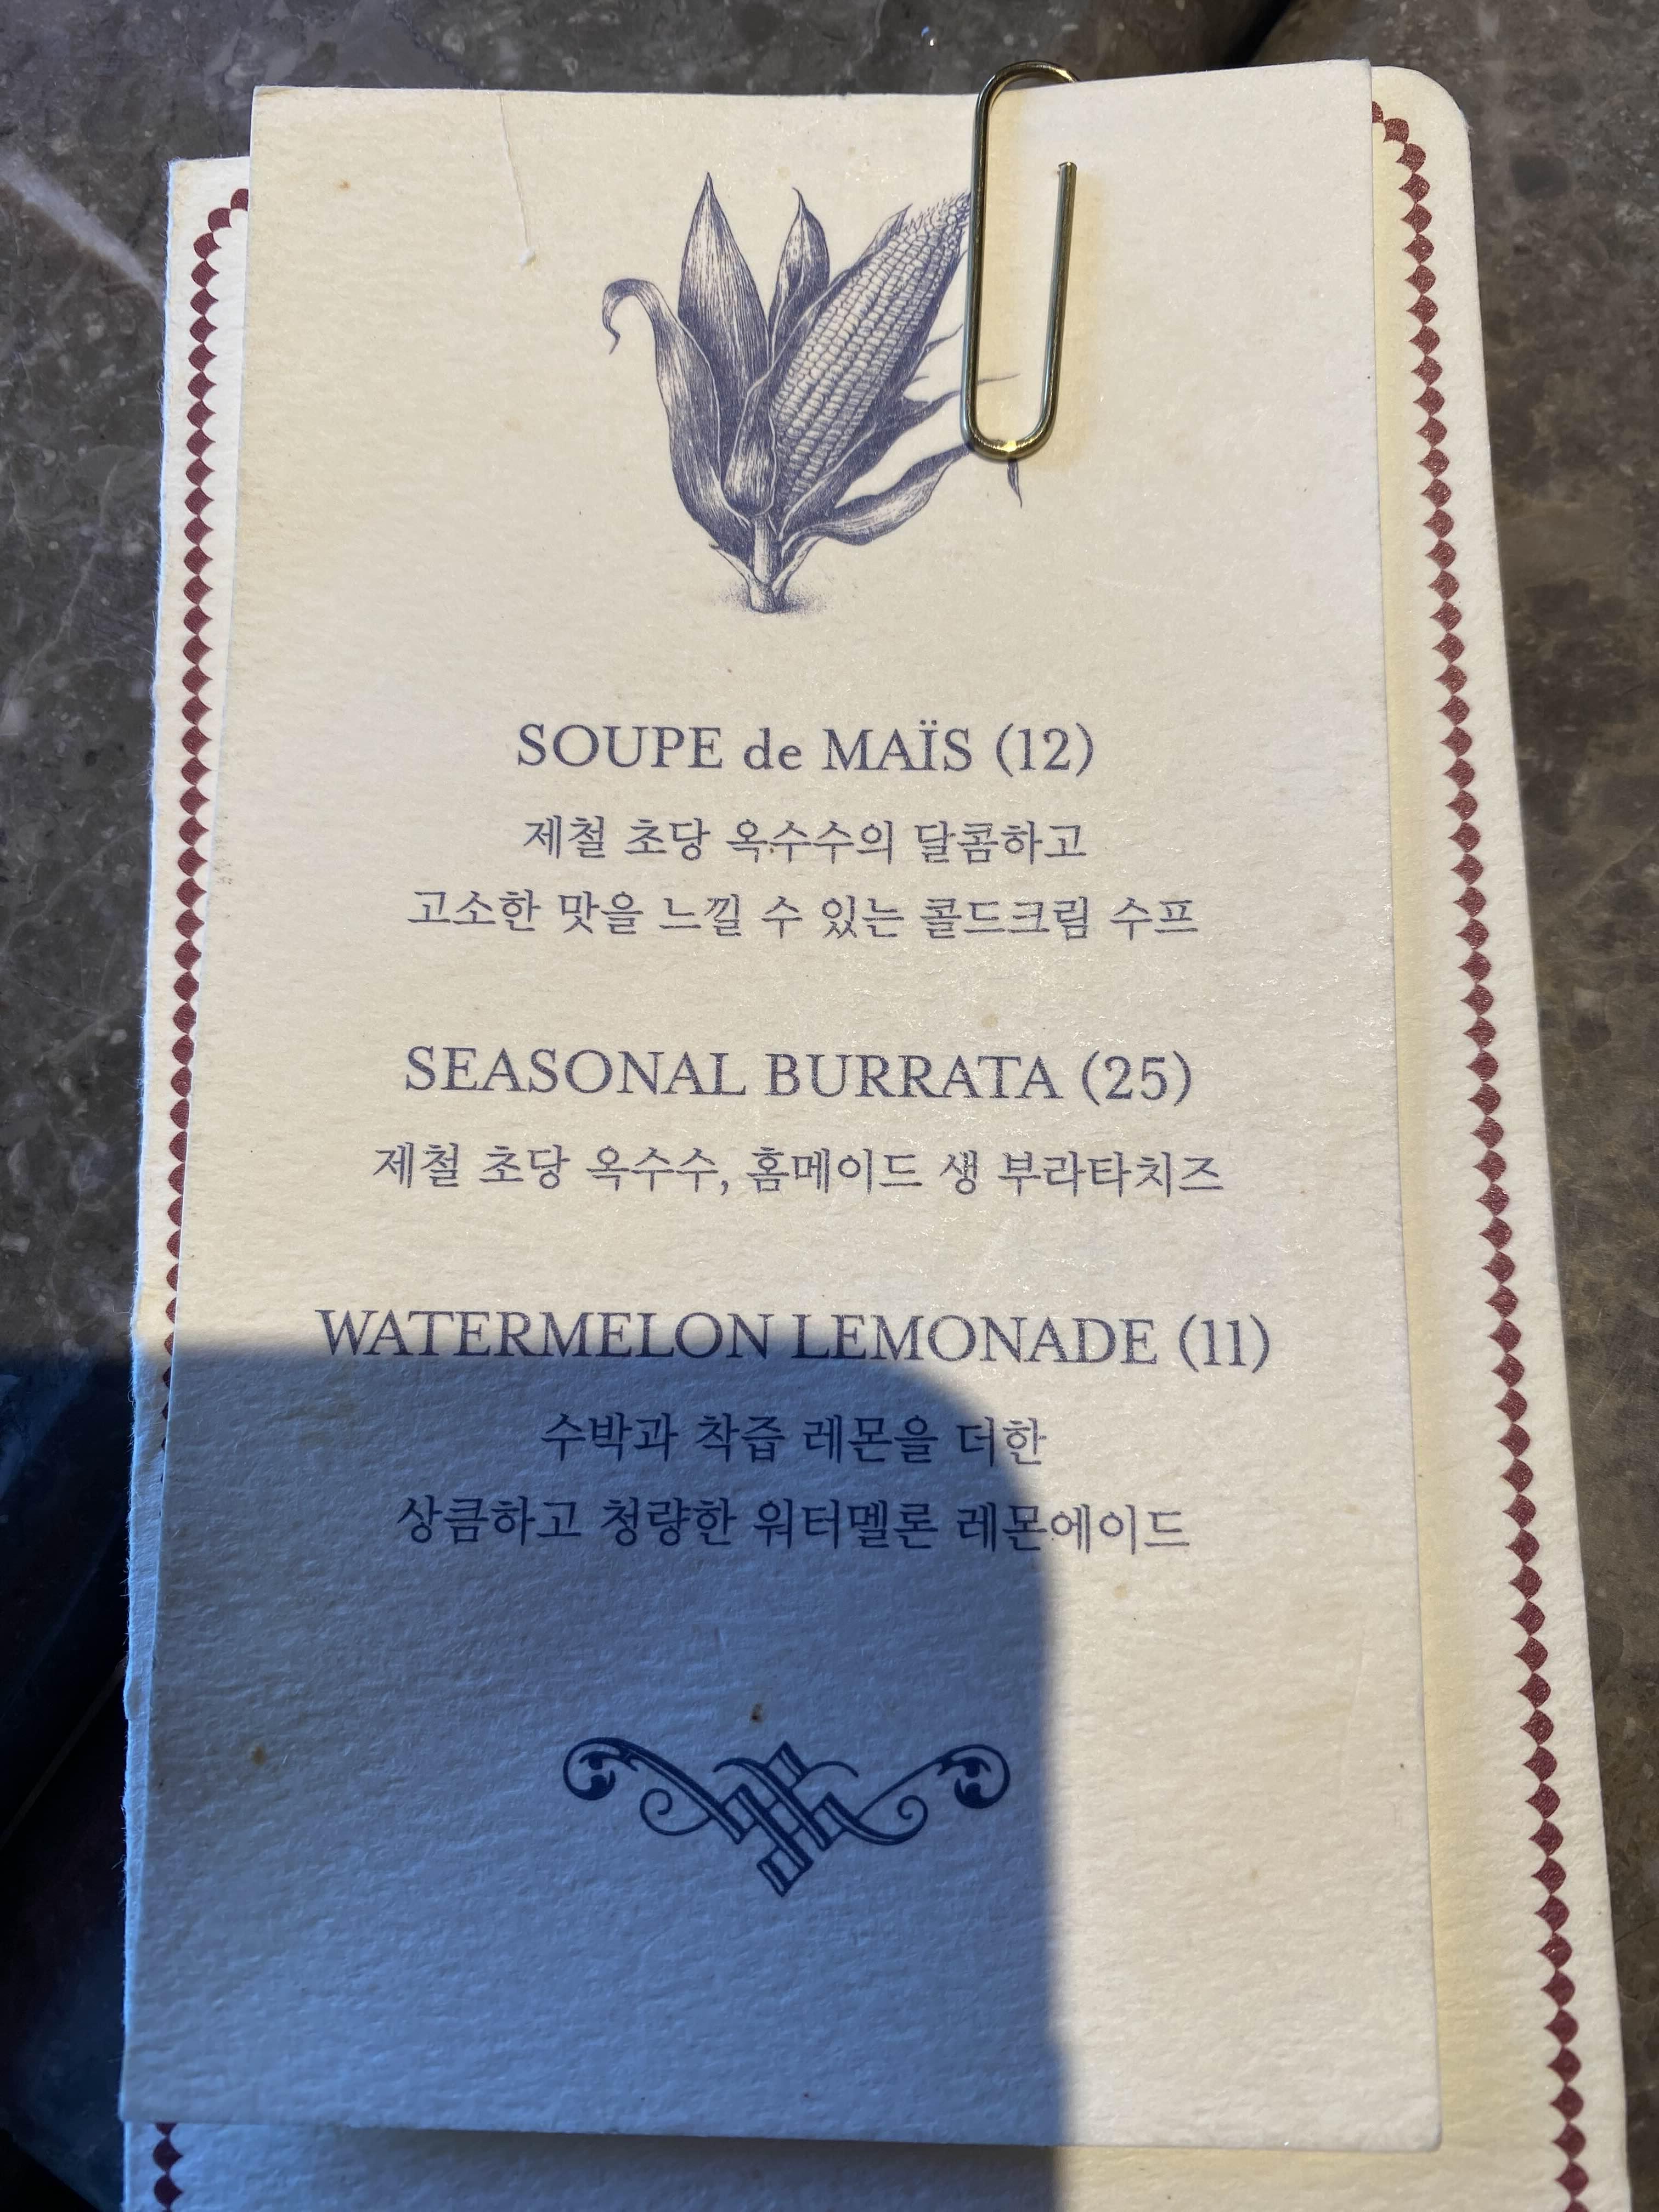 SOUPE de MAÏS (12)
제철 초당 옥수수의 달콤하고
고소한 맛을 느낄 수 있는 콜드크림 수프
SEASONAL BURRATA (25)
제철 초당 옥수수, 홈메이드 생 부라타치즈
WATERMELON LEMONADE (11)
수박과 착즙 레몬을 더한
상큼하고 청량한 워터멜론 레몬에이드